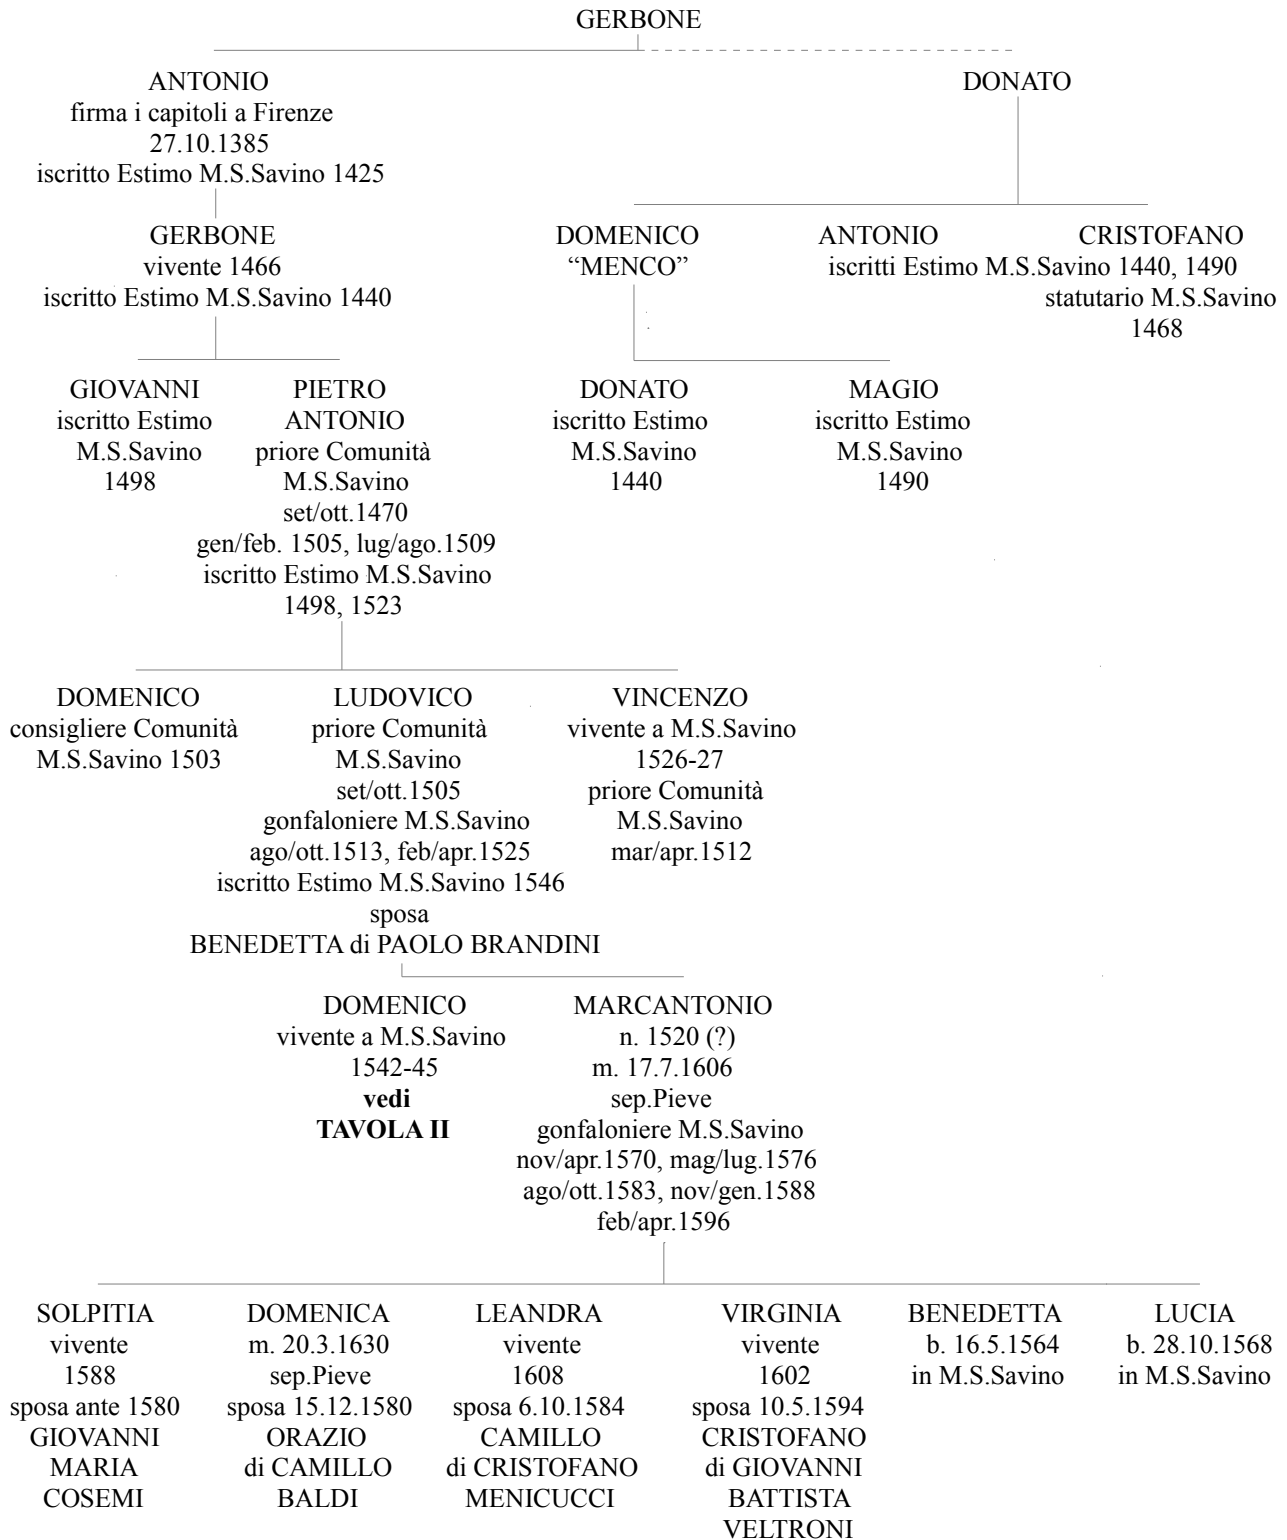 GERBONE
ANTONIO
firma i capitoli a Firenze
27.10.1385
iscritto Estimo M.S.Savino 1425
DONATO
GERBONE
vivente 1466
iscritto Estimo M.S.Savino 1440
DOMENICO
“MENCO”
ANTONIO CRISTOFANO
iscritti Estimo M.S.Savino 1440, 1490
statutario M.S.Savino
1468
GIOVANNI
iscritto Estimo
M.S.Savino
1498
PIETRO
ANTONIO
priore Comunità
M.S.Savino
set/ott.1470
gen/feb. 1505, lug/ago.1509
iscritto Estimo M.S.Savino
1498, 1523
DONATO
iscritto Estimo
M.S.Savino
1440
MAGIO
iscritto Estimo
M.S.Savino
1490
DOMENICO
consigliere Comunità
M.S.Savino 1503
LUDOVICO
priore Comunità
M.S.Savino
set/ott.1505
gonfaloniere M.S.Savino
ago/ott.1513, feb/apr.1525
iscritto Estimo M.S.Savino 1546
sposa
BENEDETTA di PAOLO BRANDINI
VINCENZO
vivente a M.S.Savino
1526-27
priore Comunità
M.S.Savino
mar/apr.1512
DOMENICO
vivente a M.S.Savino
1542-45
vedi
TAVOLA II
MARCANTONIO
n. 1520 (?)
m. 17.7.1606
sep.Pieve
gonfaloniere M.S.Savino
nov/apr.1570, mag/lug.1576
ago/ott.1583, nov/gen.1588
feb/apr.1596
SOLPITIA
vivente
1588
sposa ante 1580
GIOVANNI
MARIA
COSEMI
DOMENICA
m. 20.3.1630
sep.Pieve
sposa 15.12.1580
ORAZIO
di CAMILLO
BALDI
LEANDRA
vivente
1608
sposa 6.10.1584
CAMILLO
di CRISTOFANO
MENICUCCI
VIRGINIA
vivente
1602
sposa 10.5.1594
CRISTOFANO
di GIOVANNI
BATTISTA
VELTRONI
BENEDETTA
b. 16.5.1564
in M.S.Savino
LUCIA
b. 28.10.1568
in M.S.Savino